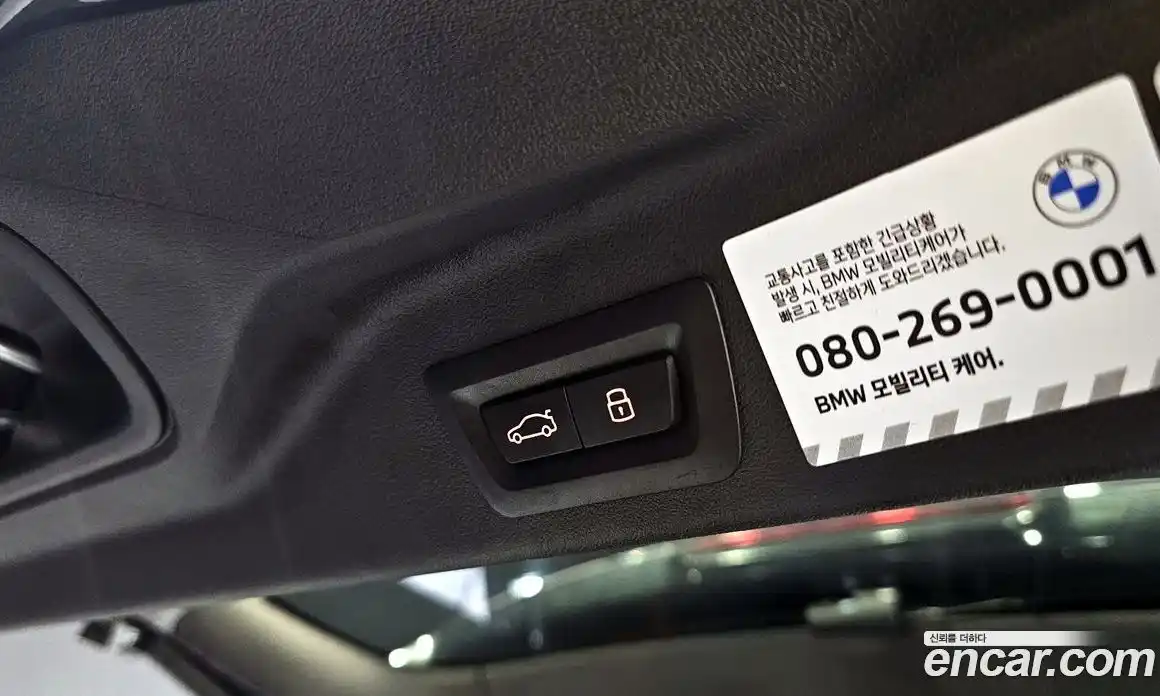 BMW
교통사고를 포함한 긴급상황
발생 시, BMW 모빌리티케어가
빠르고 친절하게 도와드리겠습니다.
080-269-0001
BMW 모빌리티 케어.
신뢰를 더하다
encar.com